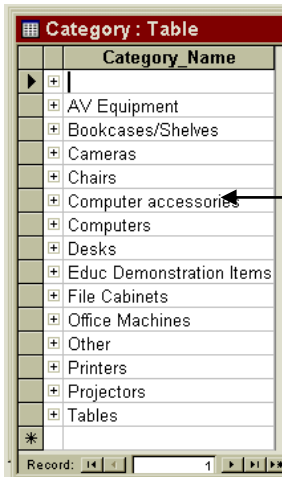 Category : Table
Category_Name
AV Equipment
Bookcases/Shelves
Cameras
Chairs
Computer accessories
Computers
Desks
Educ Demonstration Items
File Cabinets
Office Machines
Other
Printers
Projectors
Tables
Record: 1